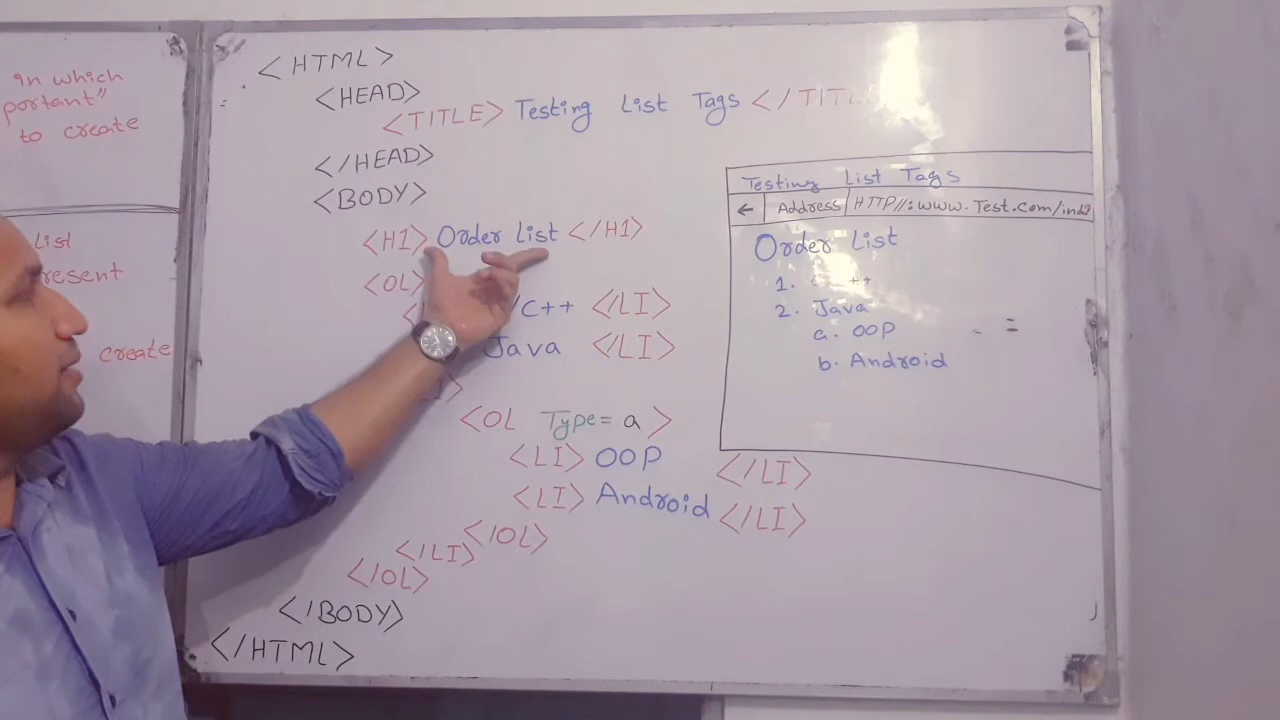 in which
portant"
to create
List
resent
create
<HTML>
<HEAD>
<TITLE> Testing List Tags </TITLE
</HEAD>
<BODY>
<H1> Order List </H1>
<OL>
C++ </LI>
Java </LI>
<OL Type= a >
<LI> OOP </LI>
<LI> Android </LI>
</OL>
</LI>
</OL>
</BODY>
</HTML>
Testing List Tags
← Address HTTP//:www.Test.com/ind
Order List
1. C++
2. Java
a. OOP
b. Android